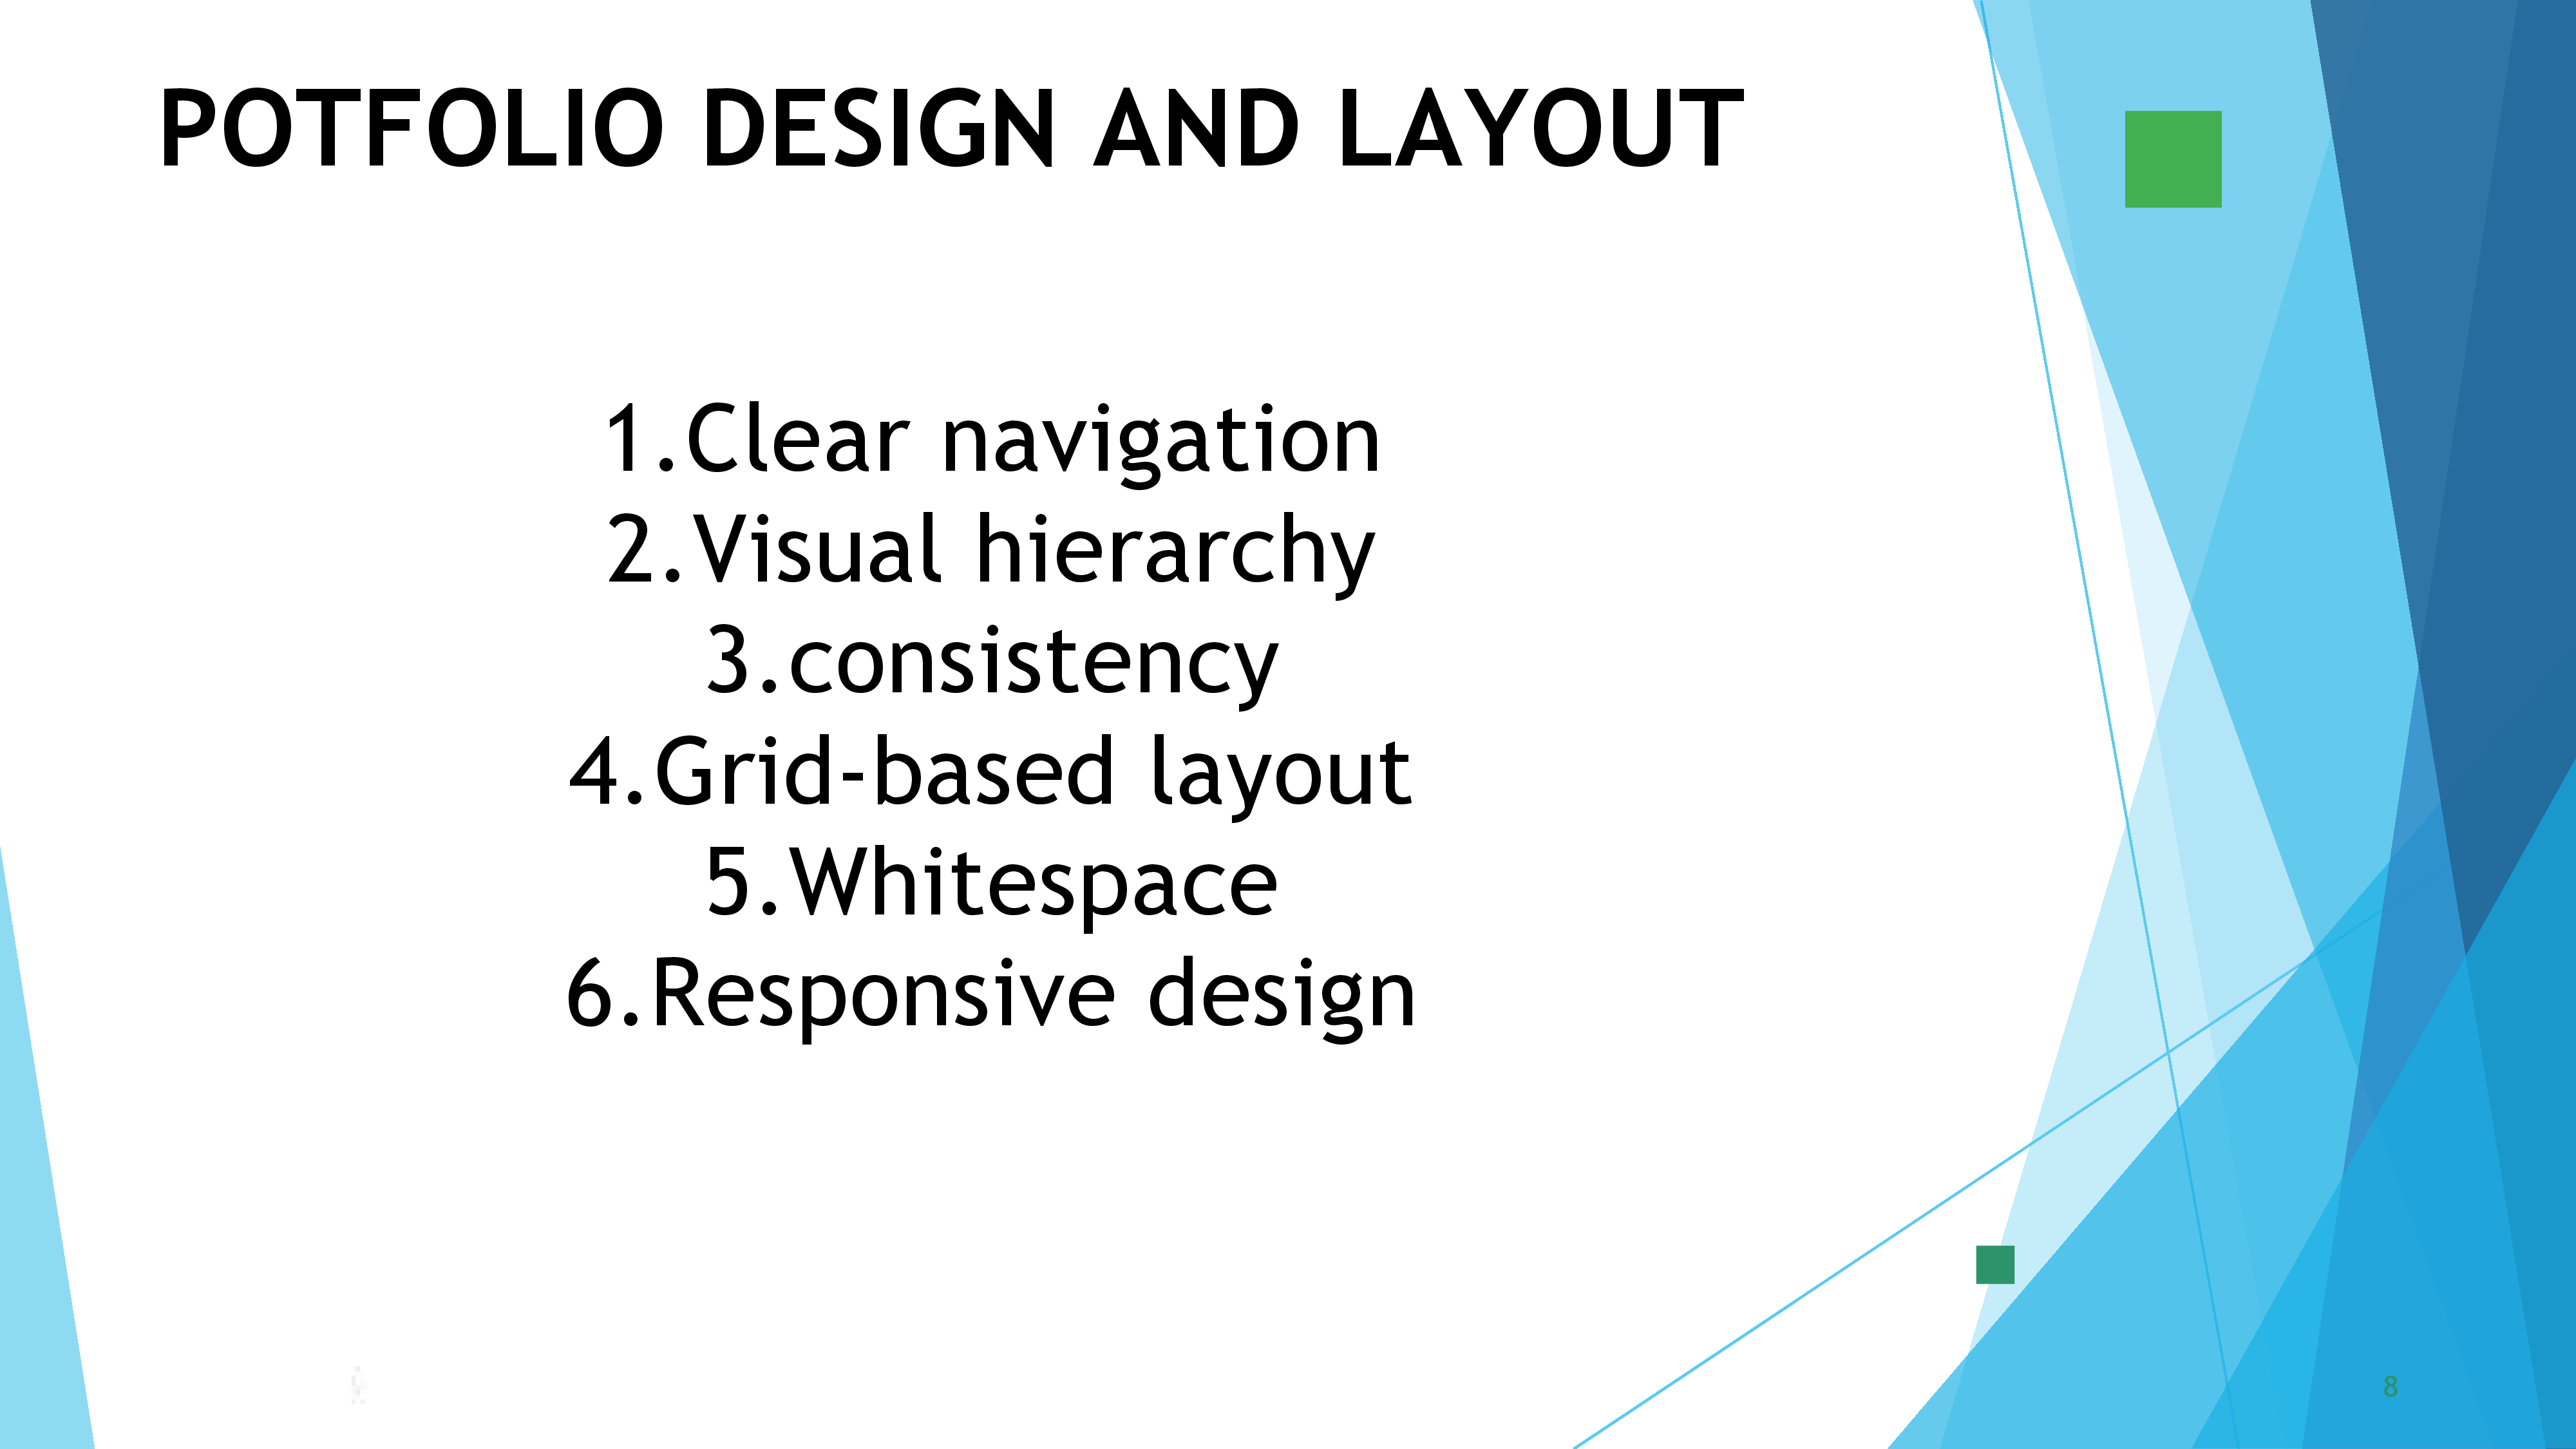 POTFOLIO DESIGN AND LAYOUT
1.Clear navigation
2.Visual hierarchy
3.consistency
4.Grid-based layout
5.Whitespace
6.Responsive design
8